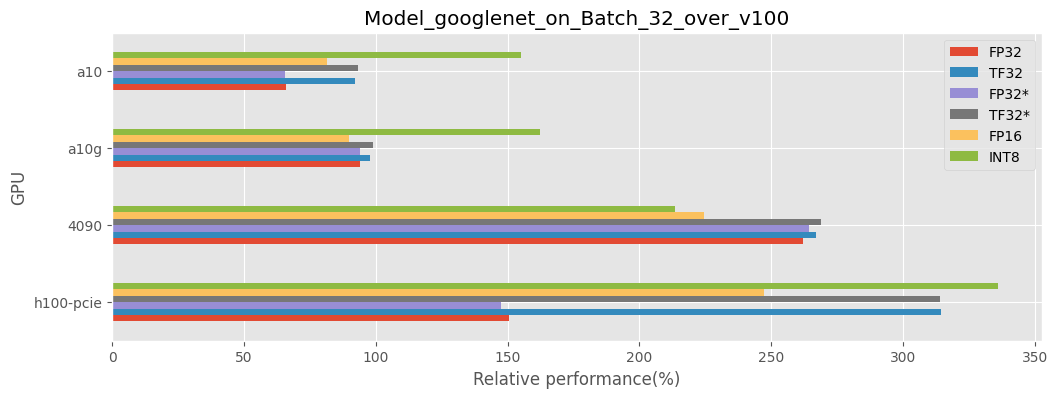 Model_googlenet_on_Batch_32_over_v100
FP32
TF32
FP32*
TF32*
FP16
INT8
GPU
a10
a10g
4090
h100-pcie
0 50 100 150 200 250 300 350
Relative performance(%)